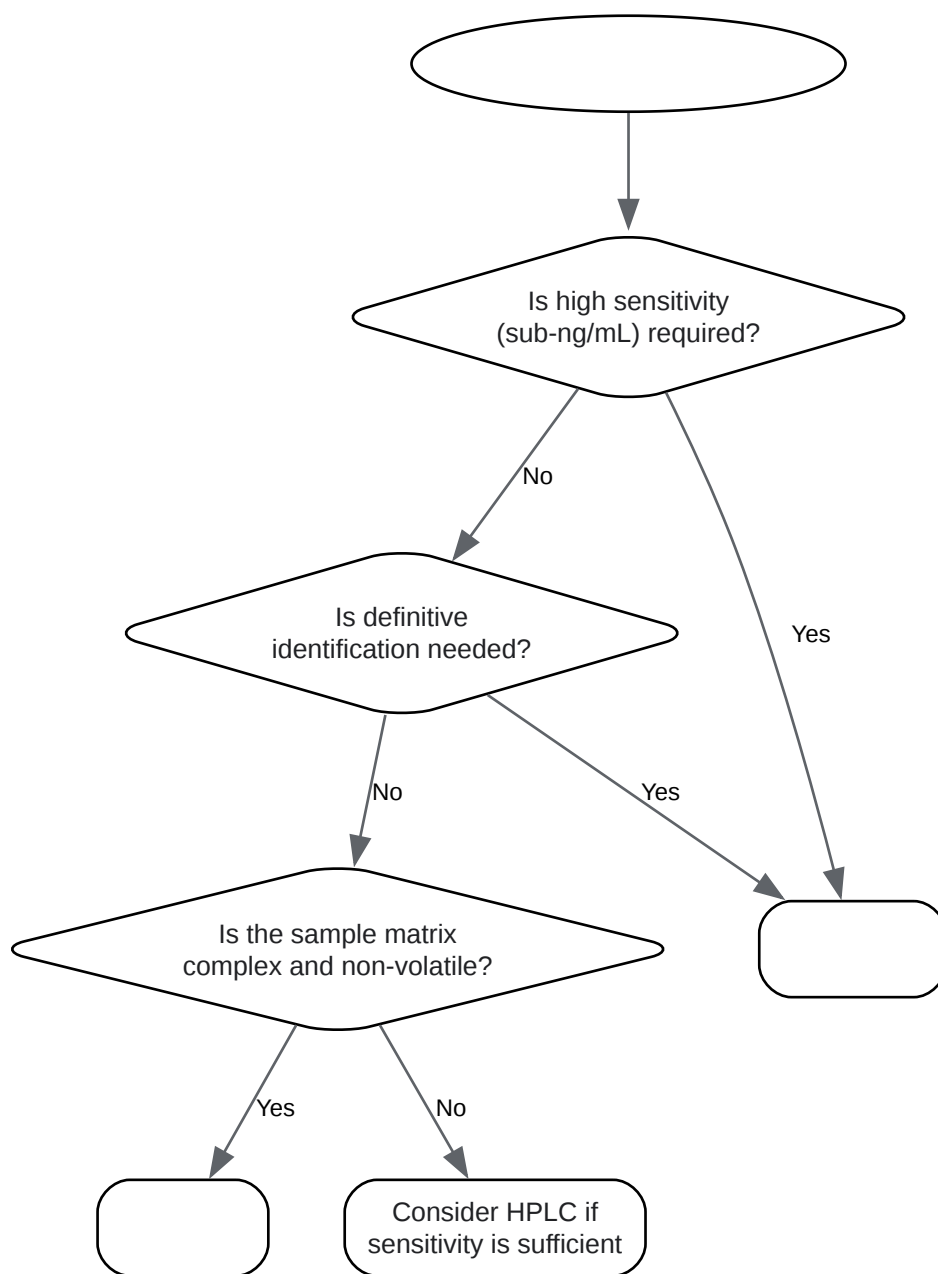 Is high sensitivity
(sub-ng/mL) required?
No
Yes
Is definitive
identification needed?
No
Yes
Is the sample matrix
complex and non-volatile?
Yes
No
Consider HPLC if
sensitivity is sufficient